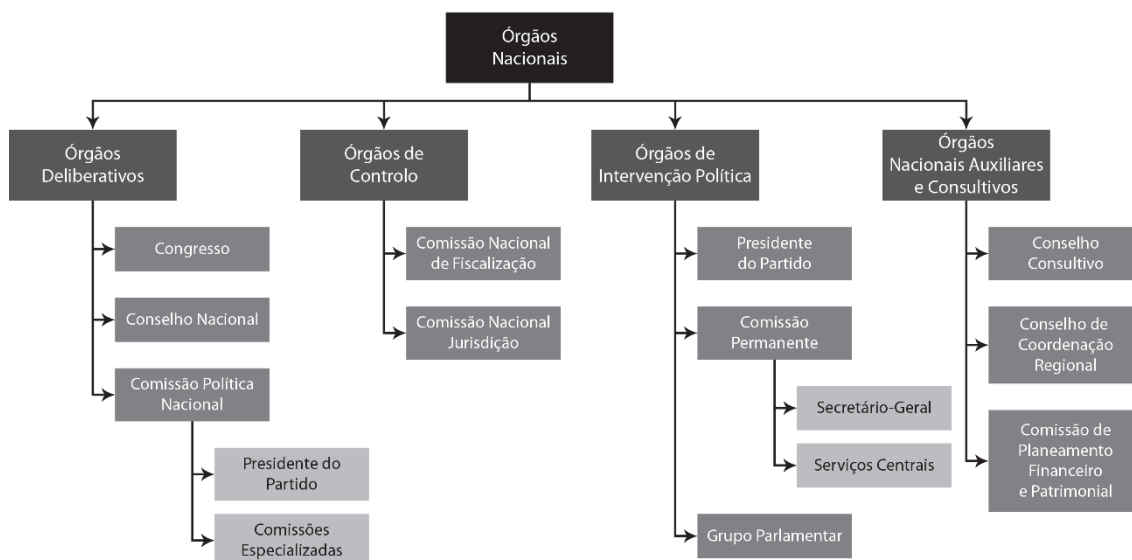 Órgãos
Nacionais
Órgãos
Deliberativos
Congresso
Conselho Nacional
Comissão Política
Nacional
Presidente do
Partido
Comissões
Especializadas
Órgãos de
Controlo
Comissão Nacional
de Fiscalização
Comissão Nacional
Jurisdição
Órgãos de
Intervenção Política
Presidente
do Partido
Comissão
Permanente
Secretário-Geral
Serviços Centrais
Grupo Parlamentar
Órgãos
Nacionais Auxiliares
e Consultivos
Conselho
Consultivo
Conselho de
Coordenação
Regional
Comissão de
Planeamento
Financeiro
e Patrimonial